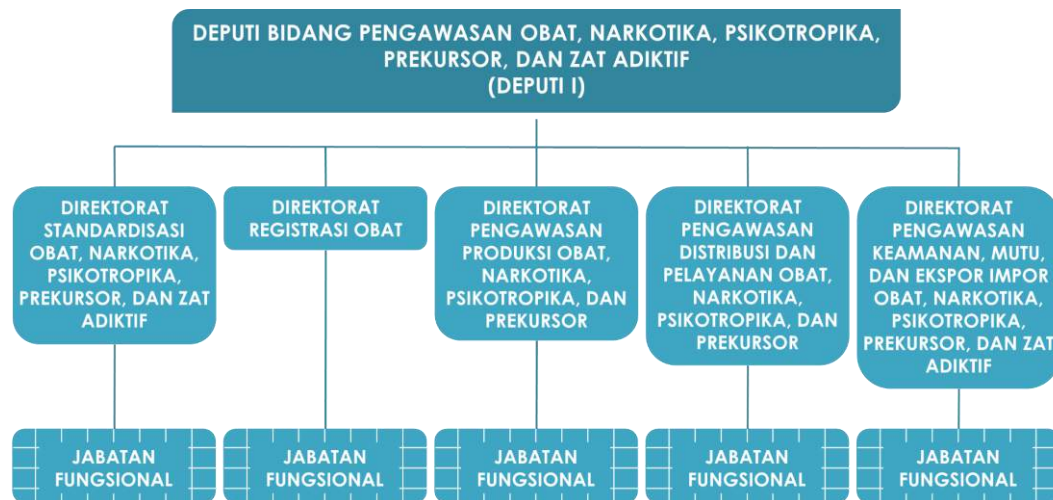 DEPUTI BIDANG PENGAWASAN OBAT, NARKOTIKA, PSIKOTROPIKA,
PREKURSOR, DAN ZAT ADIKTIF
(DEPUTI I)
DIREKTORAT
STANDARDISASI
OBAT, NARKOTIKA,
PSIKOTROPIKA,
PREKURSOR, DAN ZAT
ADIKTIF
DIREKTORAT
REGISTRASI OBAT
DIREKTORAT
PENGAWASAN
PRODUKSI OBAT,
NARKOTIKA,
PSIKOTROPIKA, DAN
PREKURSOR
DIREKTORAT
PENGAWASAN
DISTRIBUSI DAN
PELAYANAN OBAT,
NARKOTIKA,
PSIKOTROPIKA, DAN
PREKURSOR
DIREKTORAT
PENGAWASAN
KEAMANAN, MUTU,
DAN EKSPOR IMPOR
OBAT, NARKOTIKA,
PSIKOTROPIKA,
PREKURSOR, DAN ZAT
ADIKTIF
JABATAN
FUNGSIONAL
JABATAN
FUNGSIONAL
JABATAN
FUNGSIONAL
JABATAN
FUNGSIONAL
JABATAN
FUNGSIONAL